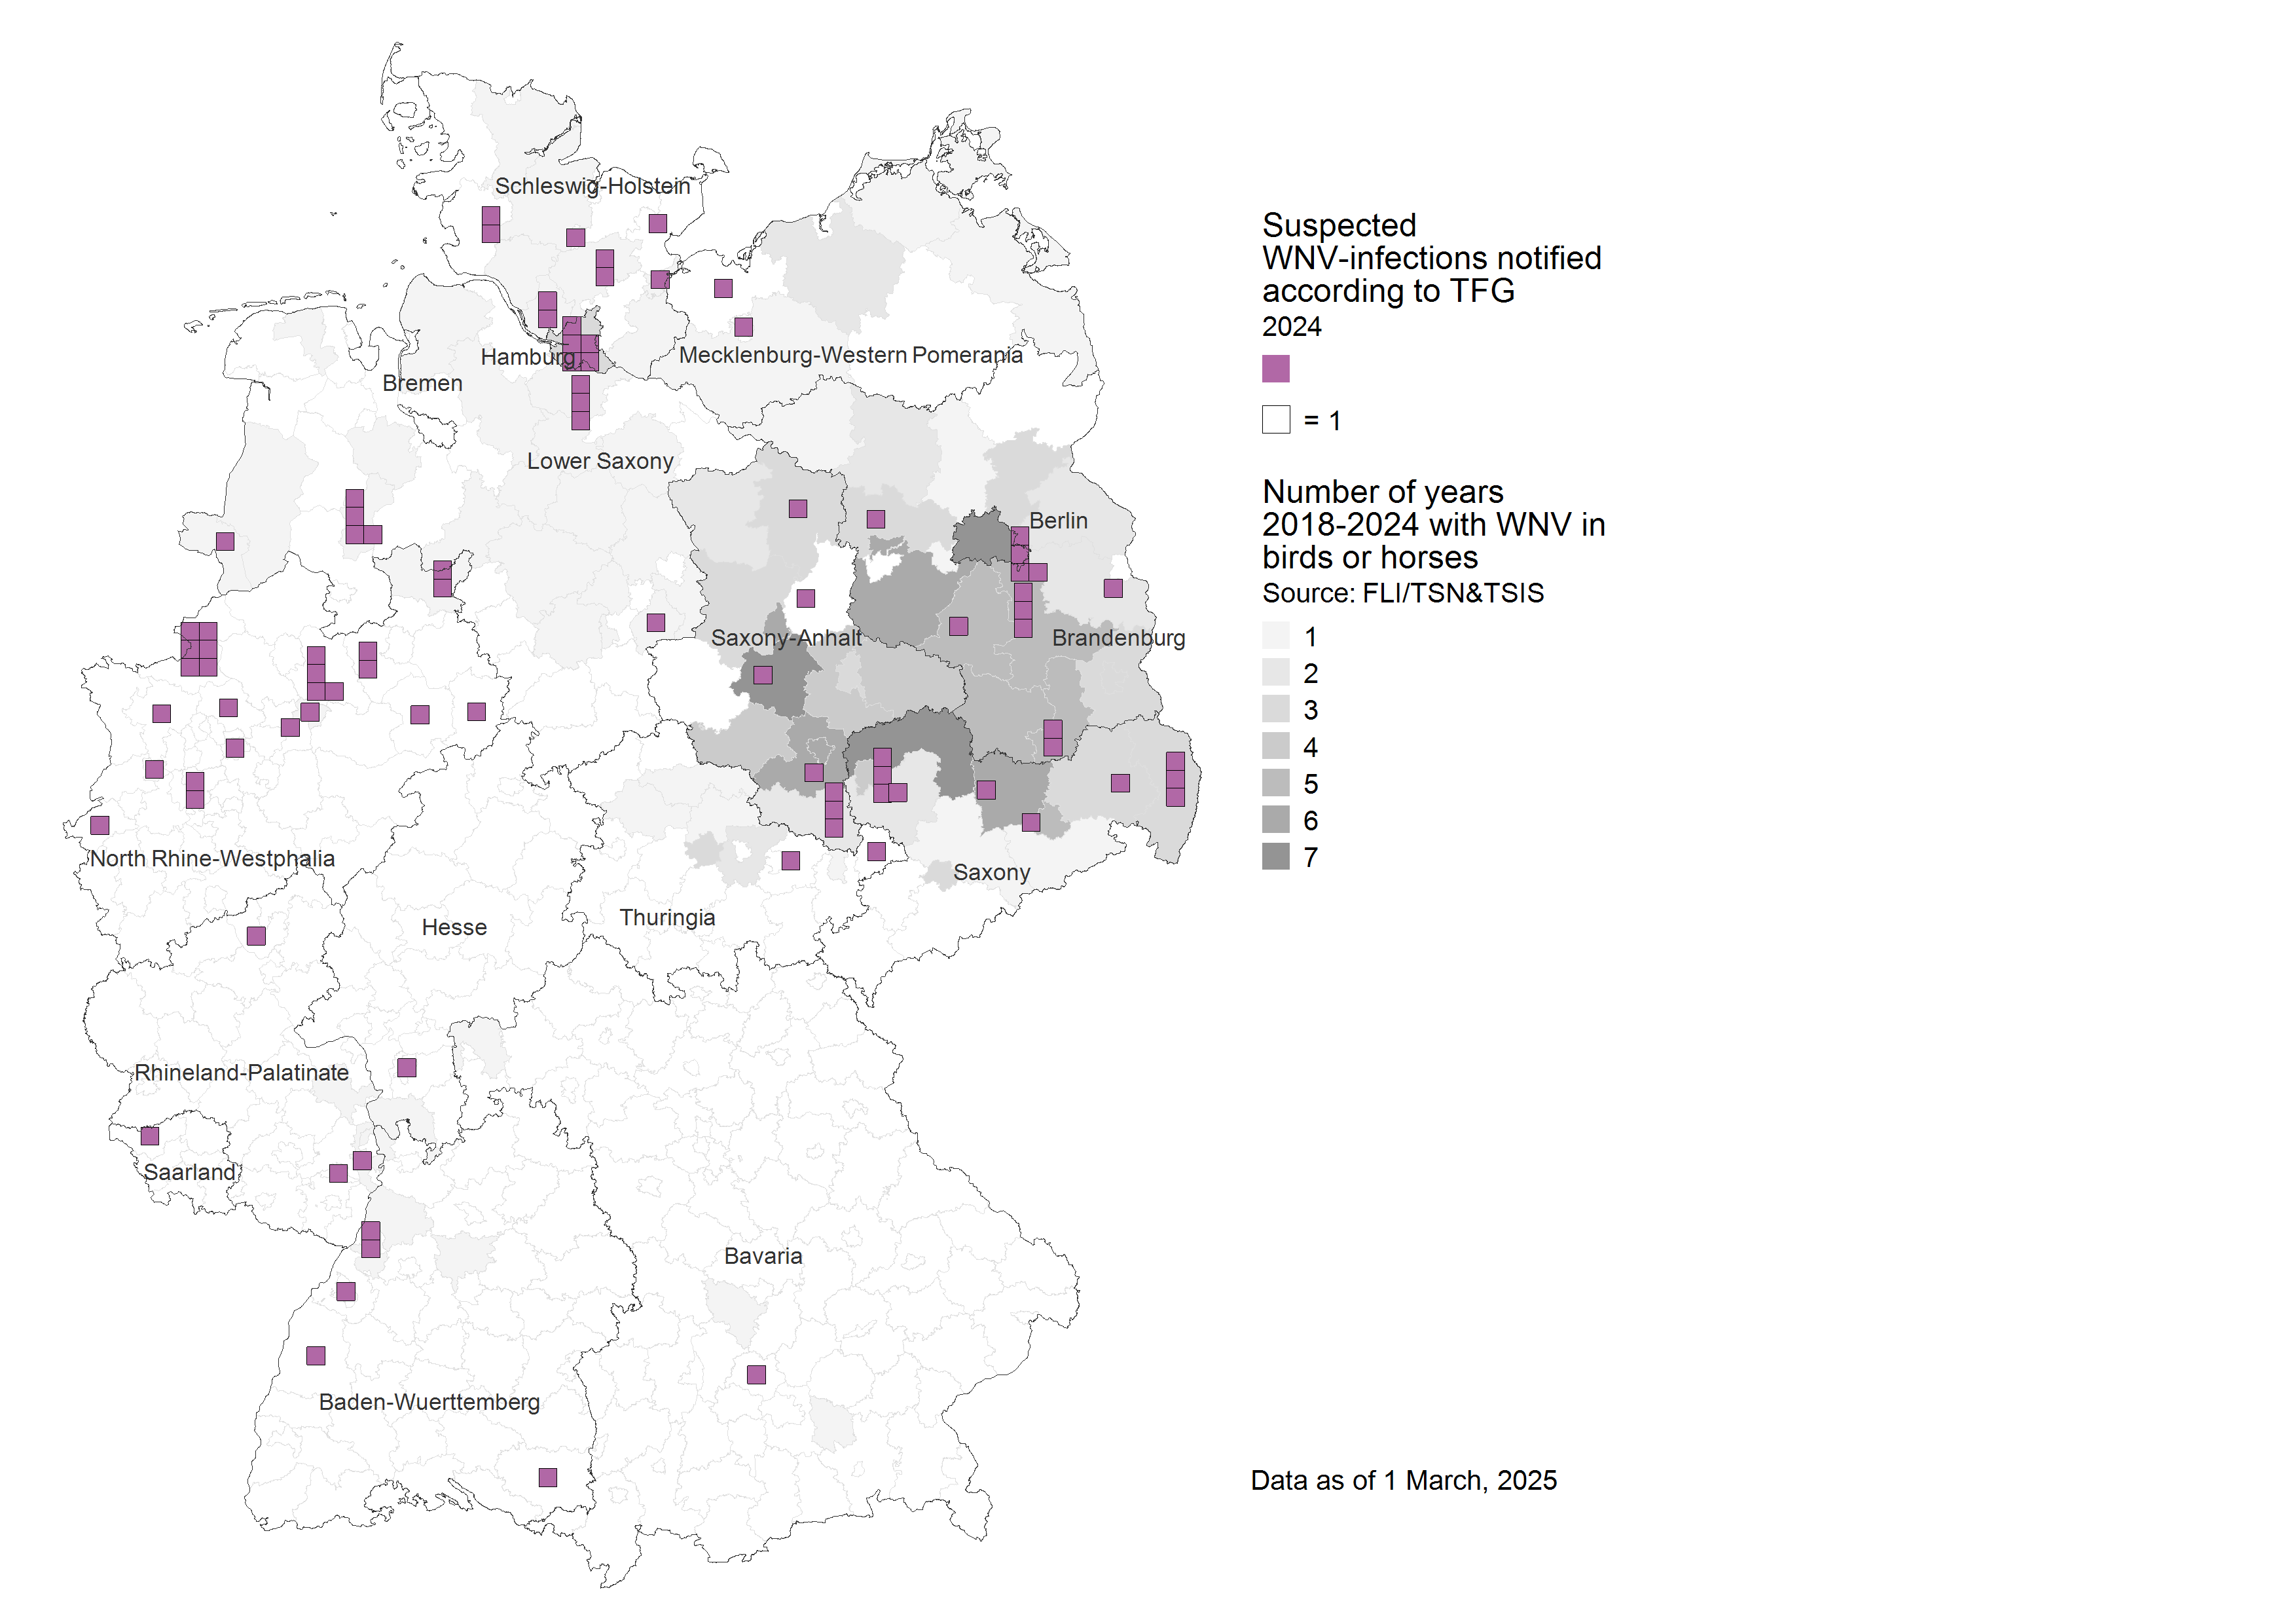 Schleswig-Holstein
Hamburg
Mecklenburg-Western Pomerania
Bremen
Lower Saxony
Berlin
Saxony-Anhalt
Brandenburg
North Rhine-Westphalia
Saxony
Thuringia
Hesse
Rhineland-Palatinate
Saarland
Bavaria
Baden-Wuerttemberg
Suspected
WNV-infections notified
according to TFG
2024
= 1
Number of years
2018-2024 with WNV in
birds or horses
Source: FLI/TSN&TSIS
1
2
3
4
5
6
7
Data as of 1 March, 2025